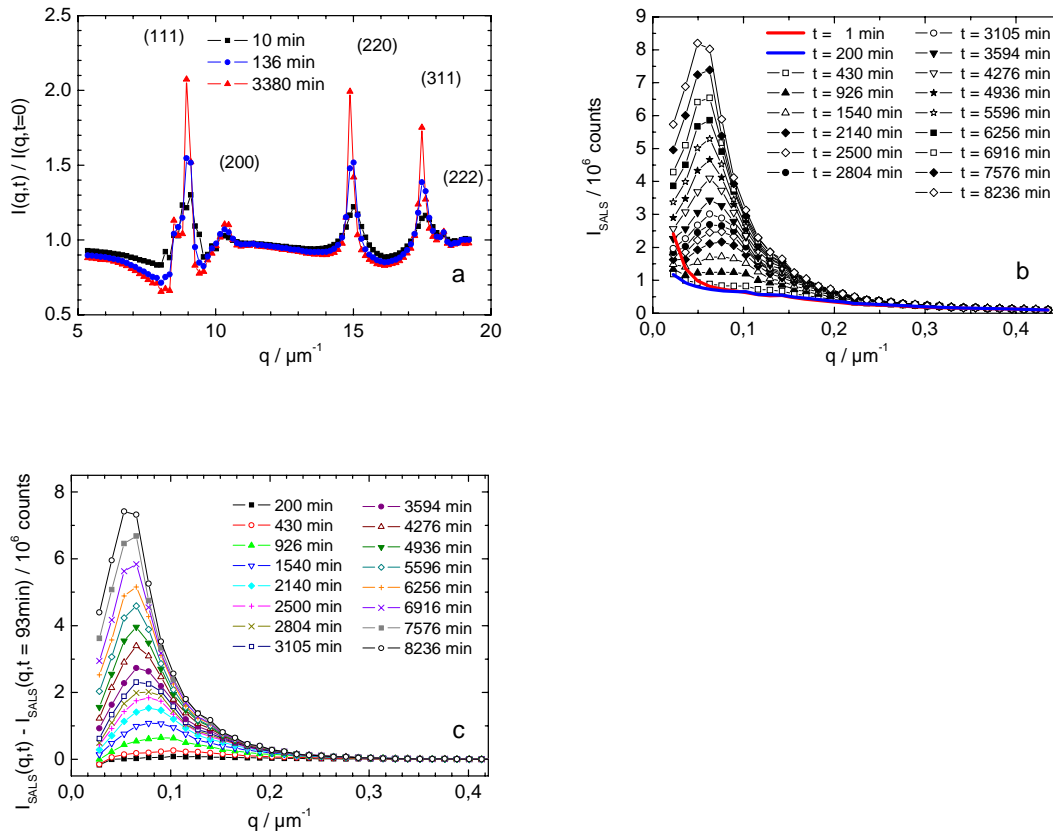 (111)
(200)
(220)
(311)
(222)
10 min
136 min
3380 min
2.5
2.0
1.5
1.0
0.5
5
10
15
20
I(q,t) / I(q,t=0)
q / µm-1
a
t = 1 min
t = 200 min
t = 430 min
t = 926 min
t = 1540 min
t = 2140 min
t = 2500 min
t = 2804 min
t = 3105 min
t = 3594 min
t = 4276 min
t = 4936 min
t = 5596 min
t = 6256 min
t = 6916 min
t = 7576 min
t = 8236 min
9
8
7
6
5
4
3
2
1
0
0,0
0,1
0,2
0,3
0,4
I SALS / 10^6 counts
q / µm-1
b
200 min
430 min
926 min
1540 min
2140 min
2500 min
2804 min
3105 min
3594 min
4276 min
4936 min
5596 min
6256 min
6916 min
7576 min
8236 min
8
6
4
2
0
0,0
0,1
0,2
0,3
0,4
I SALS(q,t) - I SALS(q,t = 93min) / 10^6 counts
q / µm-1
c